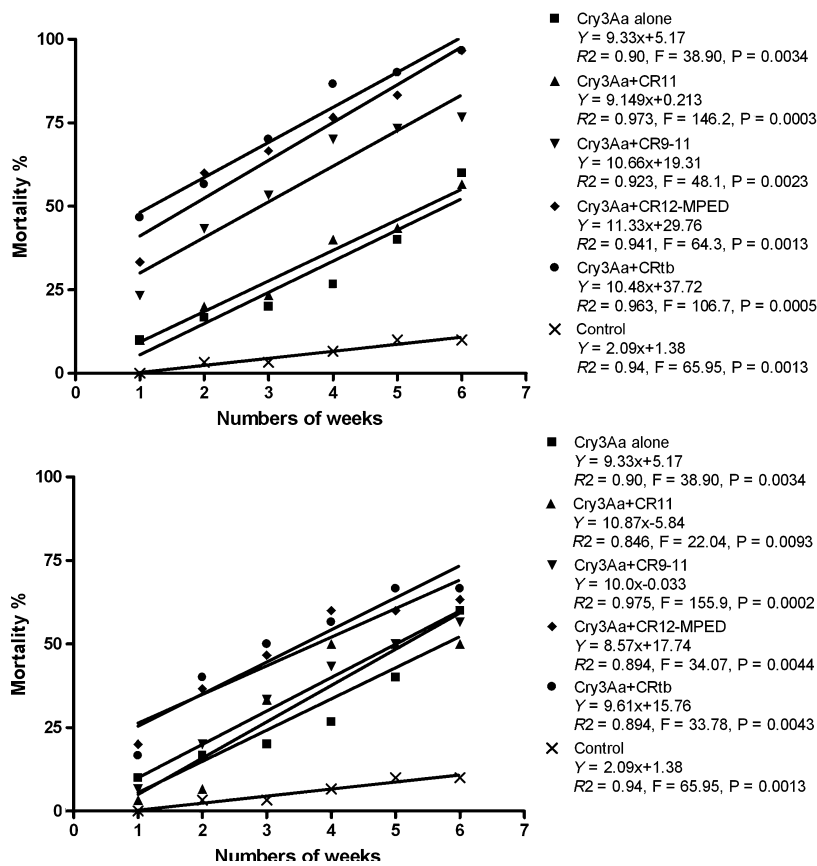 Cry3Aa alone
Y = 9.33x+5.17
R2 = 0.90, F = 38.90, P = 0.0034
Cry3Aa+CR11
Y = 9.149x+0.213
R2 = 0.973, F = 146.2, P = 0.0003
Cry3Aa+CR9-11
Y = 10.66x+19.31
R2 = 0.923, F = 48.1, P = 0.0023
Cry3Aa+CR12-MPED
Y = 11.33x+29.76
R2 = 0.941, F = 64.3, P = 0.0013
Cry3Aa+CRtb
Y = 10.48x+37.72
R2 = 0.963, F = 106.7, P = 0.0005
Control
Y = 2.09x+1.38
R2 = 0.94, F = 65.95, P = 0.0013
Mortality %
100
75
50
25
0
0 1 2 3 4 5 6 7
Numbers of weeks
Cry3Aa alone
Y = 9.33x+5.17
R2 = 0.90, F = 38.90, P = 0.0034
Cry3Aa+CR11
Y = 10.87x-5.84
R2 = 0.846, F = 22.04, P = 0.0093
Cry3Aa+CR9-11
Y = 10.0x-0.033
R2 = 0.975, F = 155.9, P = 0.0002
Cry3Aa+CR12-MPED
Y = 8.57x+17.74
R2 = 0.894, F = 34.07, P = 0.0044
Cry3Aa+CRtb
Y = 9.61x+15.76
R2 = 0.894, F = 33.78, P = 0.0043
Control
Y = 2.09x+1.38
R2 = 0.94, F = 65.95, P = 0.0013
Mortality %
100
75
50
25
0
0 1 2 3 4 5 6 7
Numbers of weeks